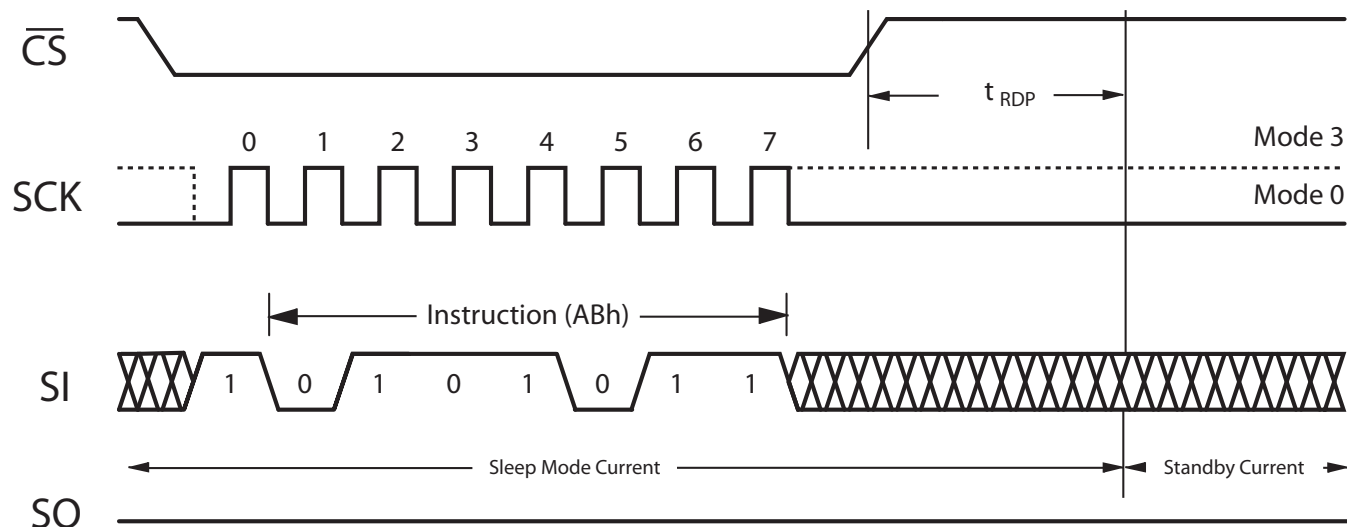 CS
t RDP
0 1 2 3 4 5 6 7
Mode 3
SCK
Mode 0
Instruction (ABh)
SI
1 0 1 0 1 0 1 1
Sleep Mode Current
Standby Current
SO